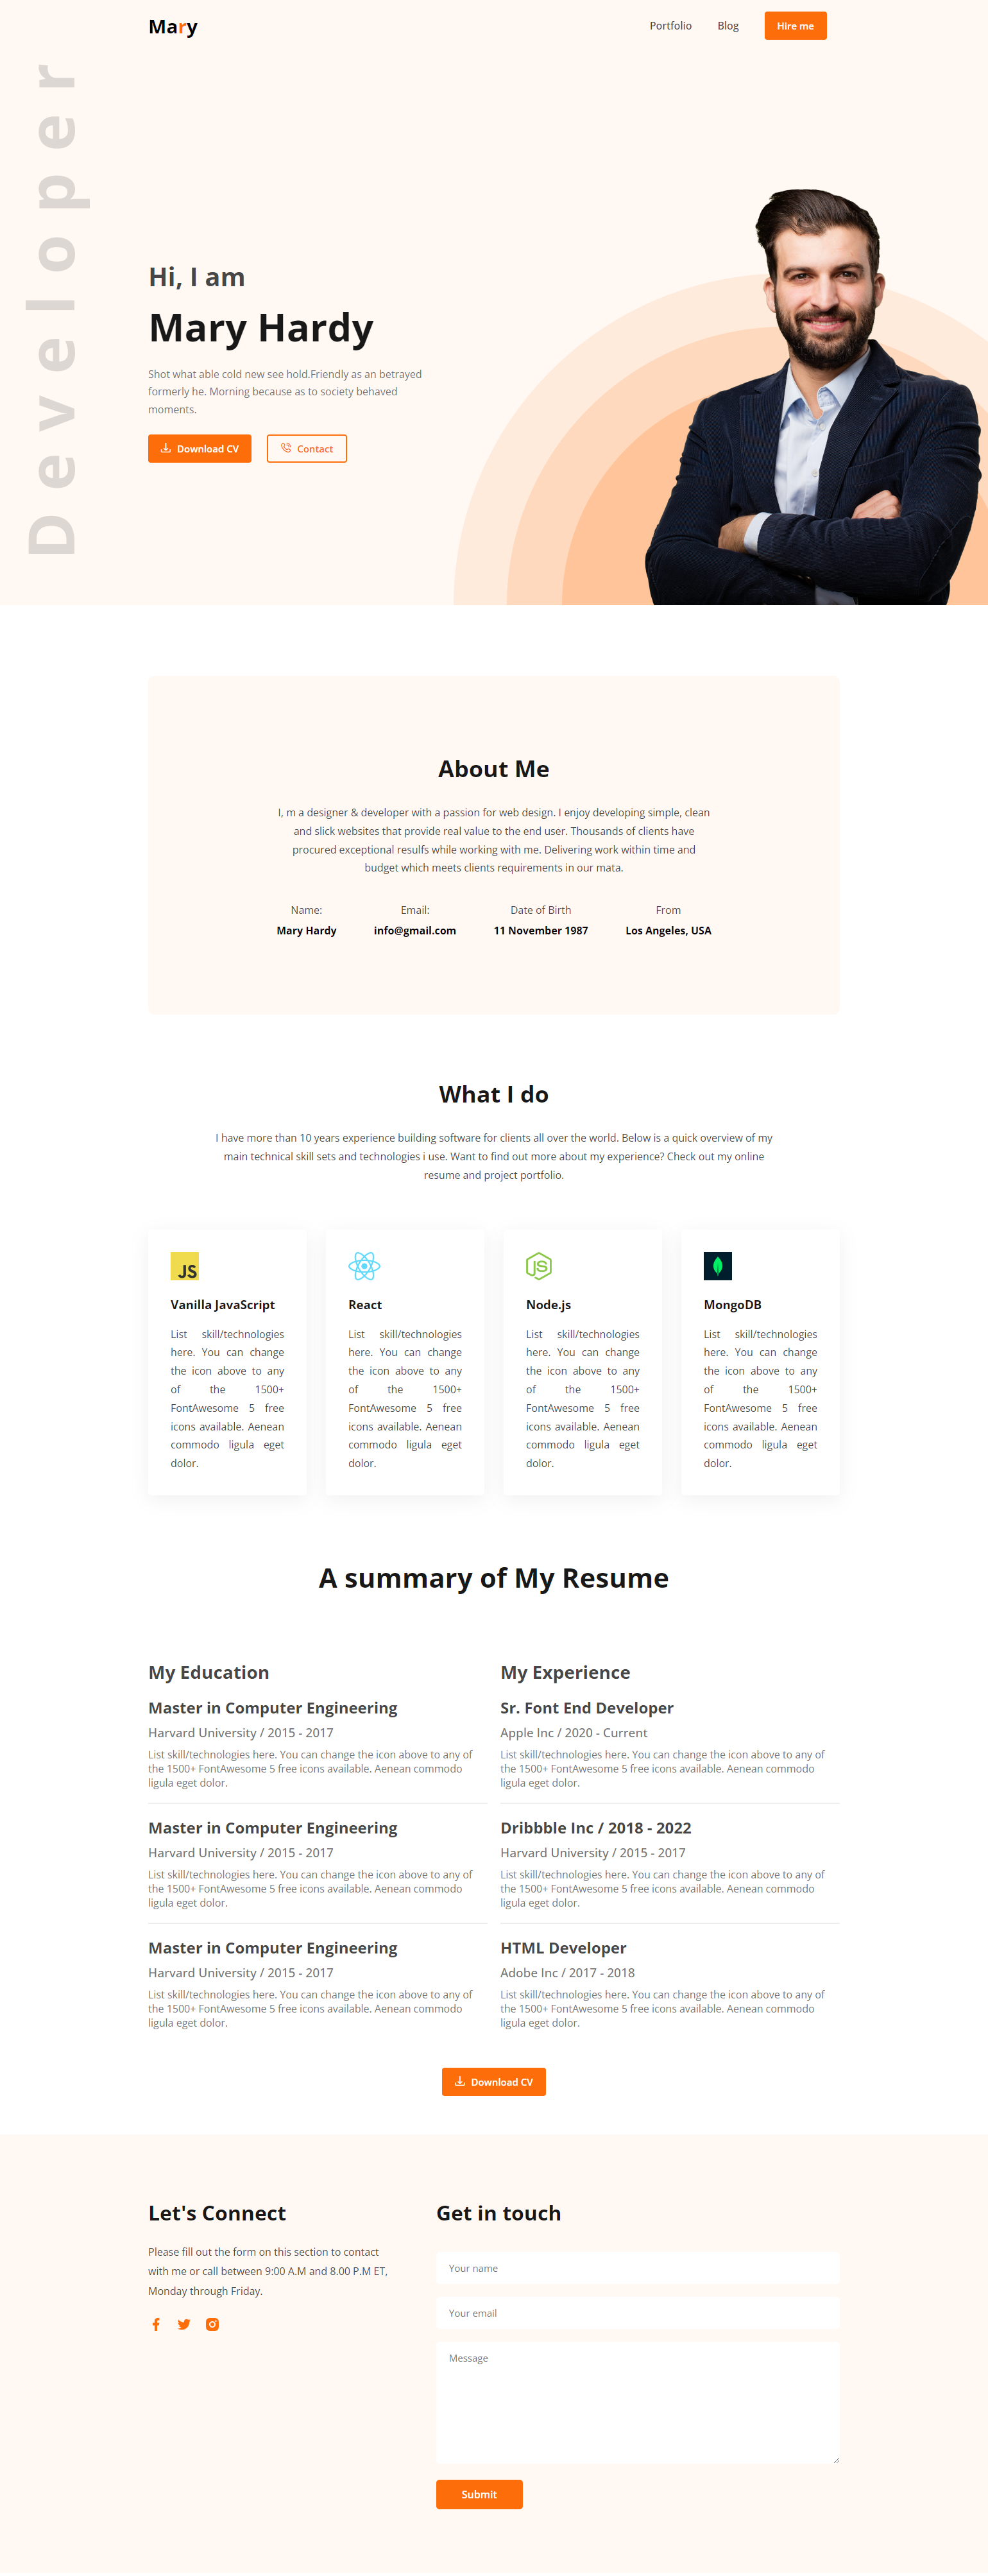 Mary
Portfolio
Blog
Hire me
Developer
Hi, I am
Mary Hardy
Shot what able cold new see hold.Friendly as an betrayed
formerly he. Morning because as to society behaved
moments.
Download CV
Contact
About Me
I, m a designer & developer with a passion for web design. I enjoy developing simple, clean
and slick websites that provide real value to the end user. Thousands of clients have
procured exceptional resulfs while working with me. Delivering work within time and
budget which meets clients requirements in our mata.
Name:
Mary Hardy
Email:
info@gmail.com
Date of Birth
11 November 1987
From
Los Angeles, USA
What I do
I have more than 10 years experience building software for clients all over the world. Below is a quick overview of my
main technical skill sets and technologies i use. Want to find out more about my experience? Check out my online
resume and project portfolio.
JS
Vanilla JavaScript
List skill/technologies
here. You can change
the icon above to any
of the 1500+
FontAwesome 5 free
icons available. Aenean
commodo ligula eget
dolor.
React
List skill/technologies
here. You can change
the icon above to any
of the 1500+
FontAwesome 5 free
icons available. Aenean
commodo ligula eget
dolor.
JS
Node.js
List skill/technologies
here. You can change
the icon above to any
of the 1500+
FontAwesome 5 free
icons available. Aenean
commodo ligula eget
dolor.
MongoDB
List skill/technologies
here. You can change
the icon above to any
of the 1500+
FontAwesome 5 free
icons available. Aenean
commodo ligula eget
dolor.
A summary of My Resume
My Education
Master in Computer Engineering
Harvard University / 2015 - 2017
List skill/technologies here. You can change the icon above to any of
the 1500+ FontAwesome 5 free icons available. Aenean commodo
ligula eget dolor.
Master in Computer Engineering
Harvard University / 2015 - 2017
List skill/technologies here. You can change the icon above to any of
the 1500+ FontAwesome 5 free icons available. Aenean commodo
ligula eget dolor.
Master in Computer Engineering
Harvard University / 2015 - 2017
List skill/technologies here. You can change the icon above to any of
the 1500+ FontAwesome 5 free icons available. Aenean commodo
ligula eget dolor.
My Experience
Sr. Font End Developer
Apple Inc / 2020 - Current
List skill/technologies here. You can change the icon above to any of
the 1500+ FontAwesome 5 free icons available. Aenean commodo
ligula eget dolor.
Dribbble Inc / 2018 - 2022
Harvard University / 2015 - 2017
List skill/technologies here. You can change the icon above to any of
the 1500+ FontAwesome 5 free icons available. Aenean commodo
ligula eget dolor.
HTML Developer
Adobe Inc / 2017 - 2018
List skill/technologies here. You can change the icon above to any of
the 1500+ FontAwesome 5 free icons available. Aenean commodo
ligula eget dolor.
Download CV
Let's Connect
Please fill out the form on this section to contact
with me or call between 9:00 A.M and 8.00 P.M ET,
Monday through Friday.
Get in touch
Your name
Your email
Message
Submit